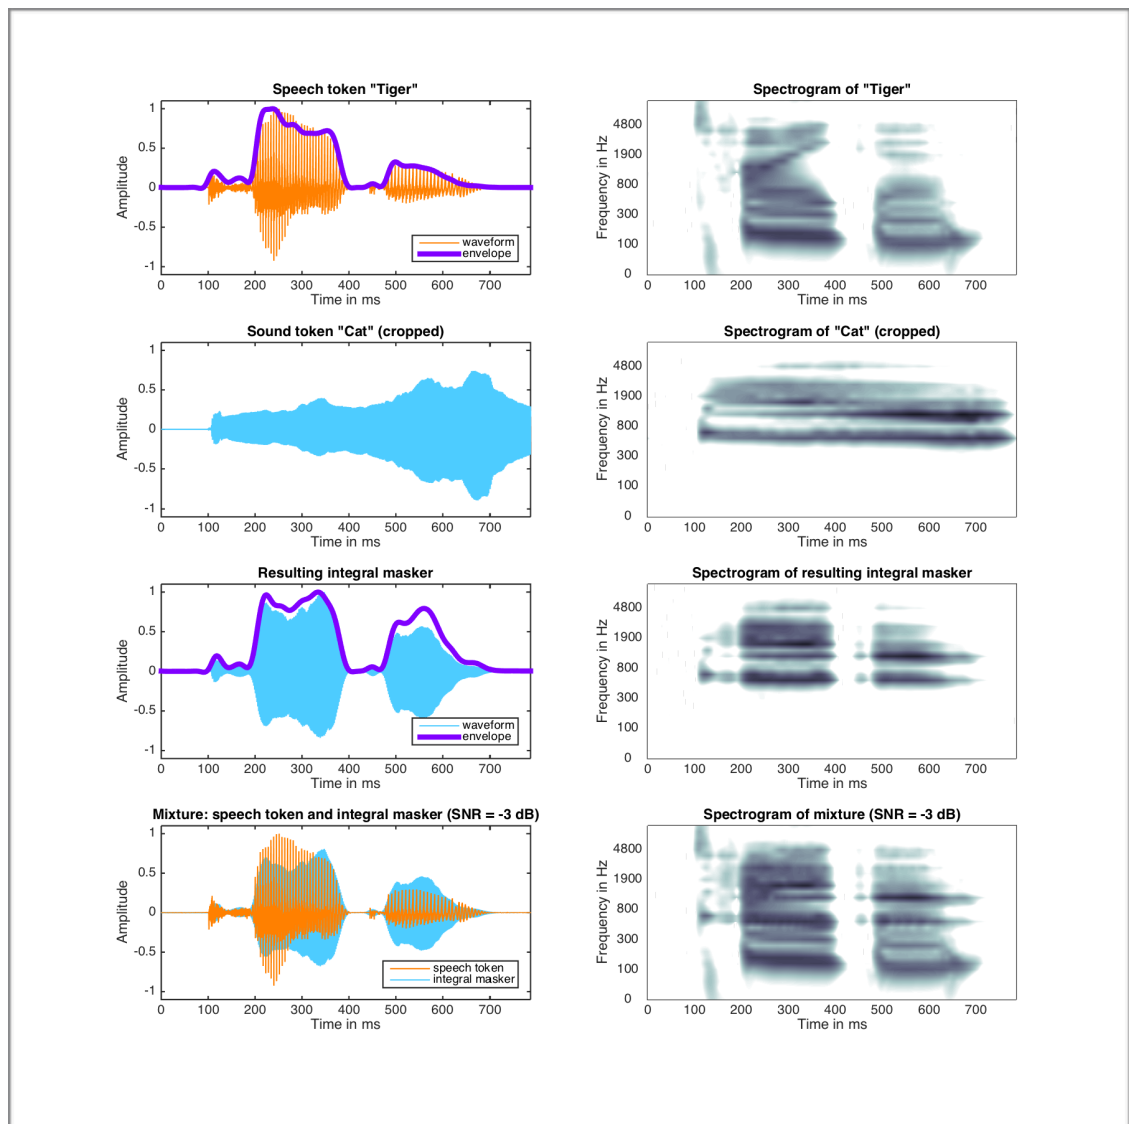 Speech token "Tiger"
Amplitude
1
0.5
0
-0.5
-1
waveform
envelope
0 100 200 300 400 500 600 700
Time in ms
Spectrogram of "Tiger"
Frequency in Hz
4800
1900
800
300
100
0
0 100 200 300 400 500 600 700
Time in ms
Sound token "Cat" (cropped)
Amplitude
1
0.5
0
-0.5
-1
0 100 200 300 400 500 600 700
Time in ms
Spectrogram of "Cat" (cropped)
Frequency in Hz
4800
1900
800
300
100
0
0 100 200 300 400 500 600 700
Time in ms
Resulting integral masker
Amplitude
1
0.5
0
-0.5
-1
waveform
envelope
0 100 200 300 400 500 600 700
Time in ms
Spectrogram of resulting integral masker
Frequency in Hz
4800
1900
800
300
100
0
0 100 200 300 400 500 600 700
Time in ms
Mixture: speech token and integral masker (SNR = -3 dB)
Amplitude
1
0.5
0
-0.5
-1
speech token
integral masker
0 100 200 300 400 500 600 700
Time in ms
Spectrogram of mixture (SNR = -3 dB)
Frequency in Hz
4800
1900
800
300
100
0
0 100 200 300 400 500 600 700
Time in ms